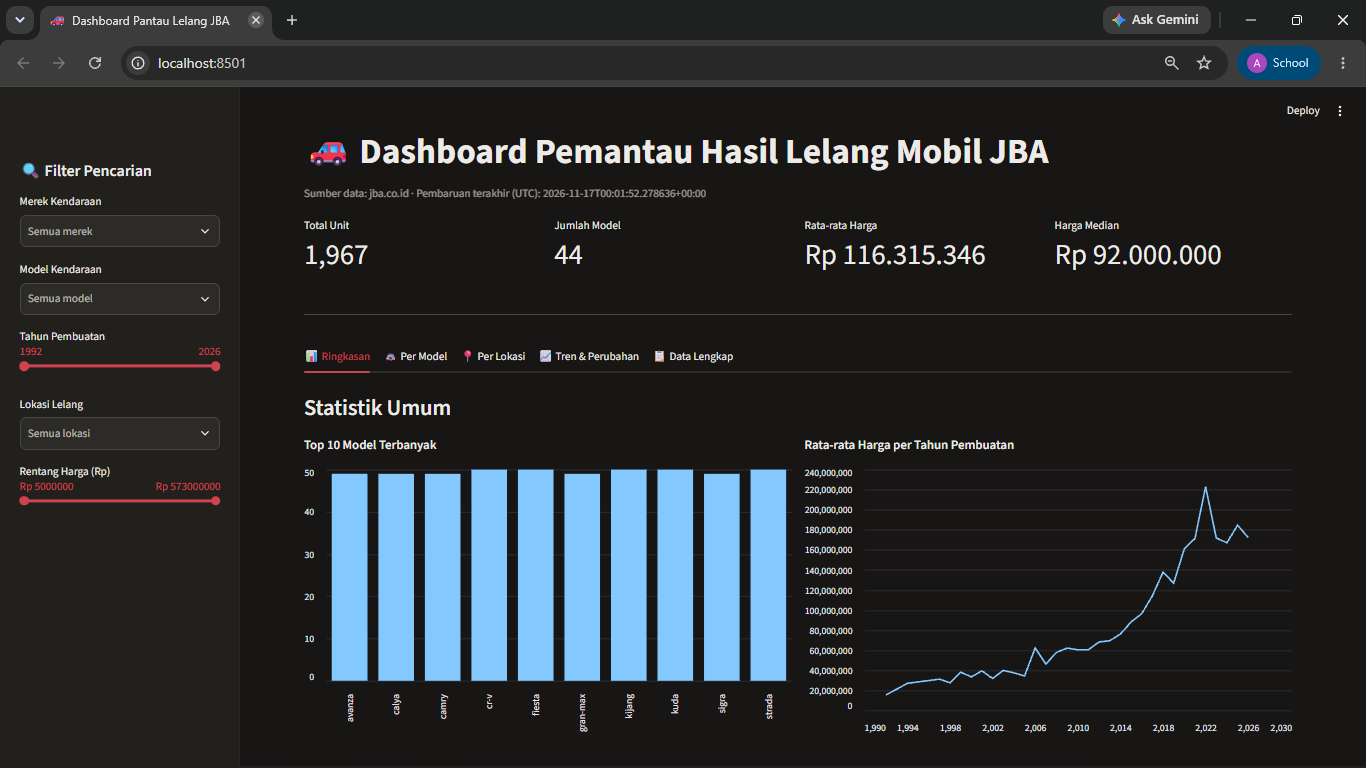 Dashboard Pantau Lelang JBA
Ask Gemini
localhost:8501
A School
Deploy
Filter Pencarian
Merek Kendaraan
Semua merek
Model Kendaraan
Semua model
Tahun Pembuatan
1992 2026
Lokasi Lelang
Semua lokasi
Rentang Harga (Rp)
Rp 5000000 Rp 573000000
Dashboard Pemantau Hasil Lelang Mobil JBA
Sumber data: jba.co.id · Pembaruan terakhir (UTC): 2026-11-17T00:01:52.278636+00:00
Total Unit
1,967
Jumlah Model
44
Rata-rata Harga
Rp 116.315.346
Harga Median
Rp 92.000.000
Ringkasan Per Model Per Lokasi Tren & Perubahan Data Lengkap
Statistik Umum
Top 10 Model Terbanyak
50
40
30
20
10
0
avanza calya camry cr-v fiesta gran-max kijang kuda sigra strada
Rata-rata Harga per Tahun Pembuatan
240,000,000
220,000,000
200,000,000
180,000,000
160,000,000
140,000,000
120,000,000
100,000,000
80,000,000
60,000,000
40,000,000
20,000,000
0
1,990 1,994 1,998 2,002 2,006 2,010 2,014 2,018 2,022 2,026 2,030